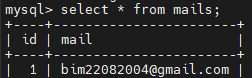 mysql> select * from mails;
+----+------------------------+
| id | mail                   |
+----+------------------------+
|  1 | bim22082004@gmail.com  |